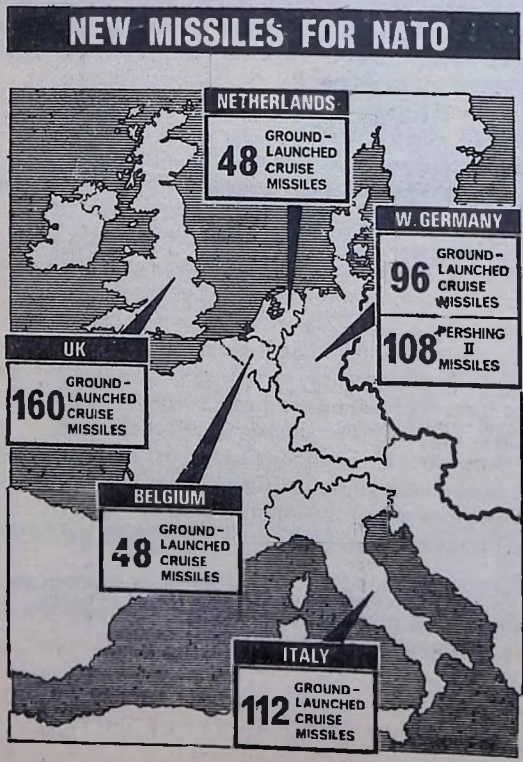 NEW MISSILES FOR NATO
NETHERLANDS
48 GROUND-
LAUNCHED
CRUISE
MISSILES
W. GERMANY
96 GROUND-
LAUNCHED
CRUISE
MISSILES
108 PERSHING
II
MISSILES
UK
160 GROUND-
LAUNCHED
CRUISE
MISSILES
BELGIUM
48 GROUND-
LAUNCHED
CRUISE
MISSILES
ITALY
112 GROUND-
LAUNCHED
CRUISE
MISSILES